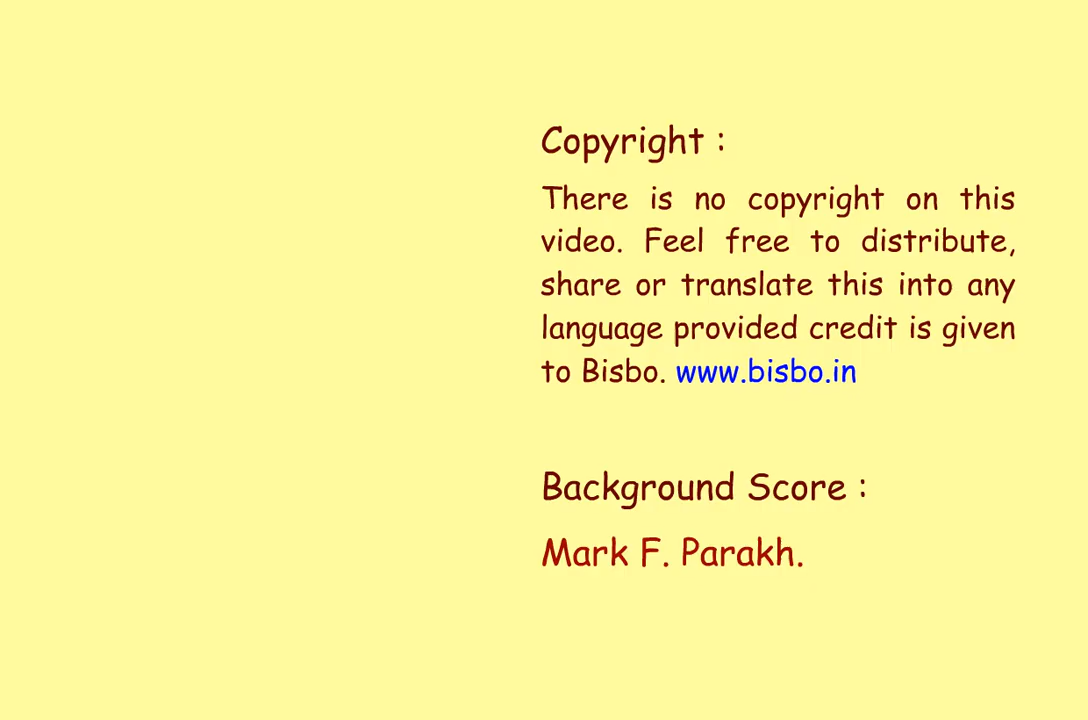 Copyright :
There is no copyright on this
video. Feel free to distribute,
share or translate this into any
language provided credit is given
to Bisbo. www.bisbo.in
Background Score :
Mark F. Parakh.